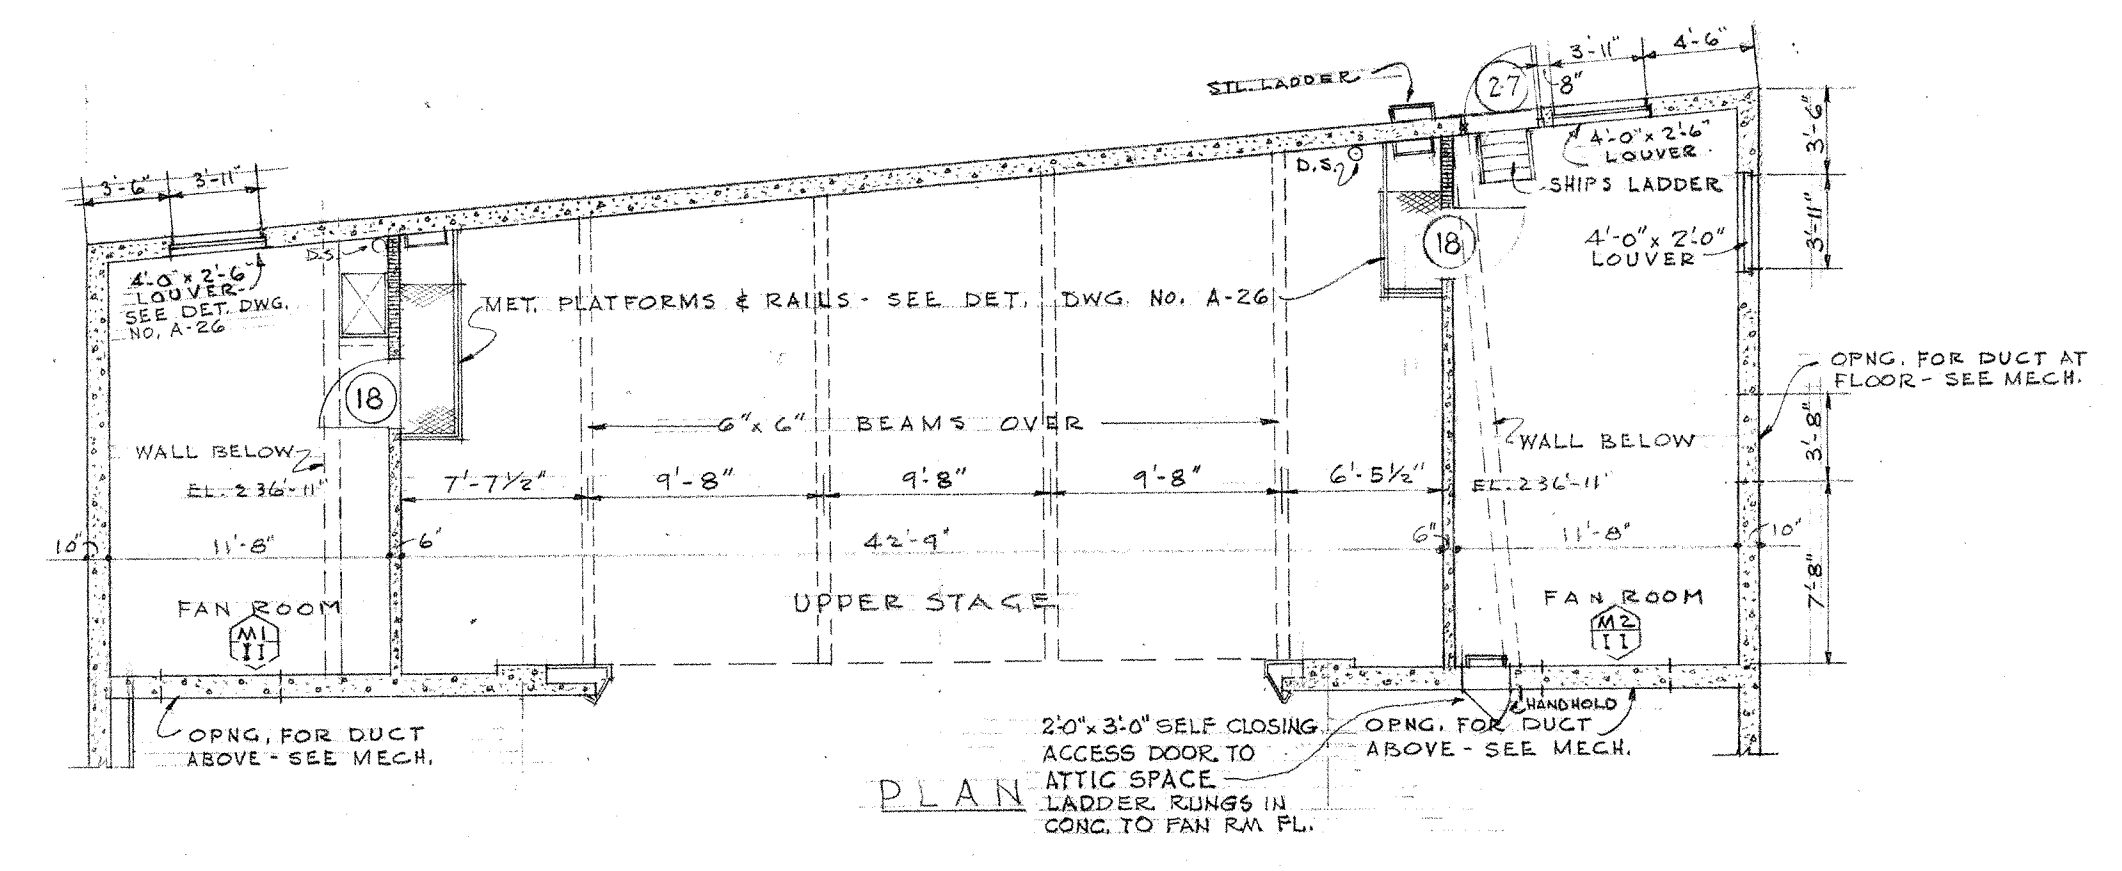 3'-11"
4'-6"
STL. LADDER
27
8"
4'-0" x 2'-6"
LOUVER
SHIPS LADDER
3'-6"
3'-6"
3'-11"
D.S.
D.S.
4'-0" x 2'-6"
LOUVER
SEE DET. DWG.
NO. A-26
18
4'-0" x 2'-0"
LOUVER
3'-11"
MET. PLATFORMS & RAILS - SEE DET. DWG. NO. A-26
OPNG. FOR DUCT AT
FLOOR - SEE MECH.
18
6" x 6" BEAMS OVER
WALL BELOW
WALL BELOW
3'-8"
EL. 236'-11"
7'-7 1/2"
9'-8"
9'-8"
9'-8"
6'-5 1/2"
EL. 236'-11"
10"
11'-8"
6"
42'-9"
6"
11'-8"
10"
7'-8"
FAN ROOM
M1
II
UPPER STAGE
FAN ROOM
M2
II
HANDHOLD
OPNG. FOR DUCT
ABOVE - SEE MECH.
2'-0" x 3'-0" SELF CLOSING
ACCESS DOOR TO
ATTIC SPACE
LADDER RUNGS IN
CONC. TO FAN RM FL.
OPNG. FOR DUCT
ABOVE - SEE MECH.
PLAN